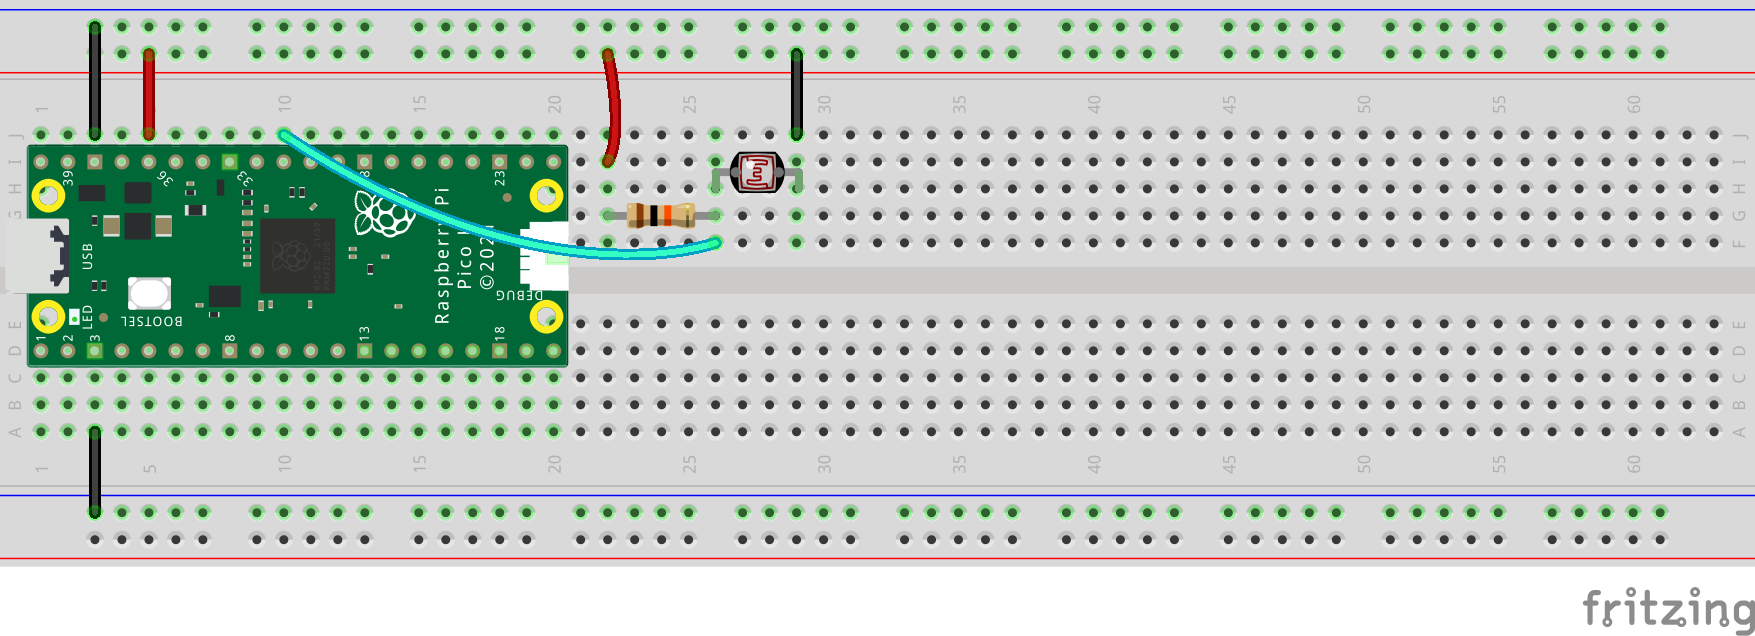 1 10 15 20 25 30 35 40 45 50 55 60
J J
I I
H H
G G
F F
39 36 33 28 23
USB
Raspberry Pi
Pico
©202
DEBUG
BOOTSEL
LED
1 2 3 8 13 18
E E
D D
C C
B B
A A
1 5 10 15 20 25 30 35 40 45 50 55 60
fritzing